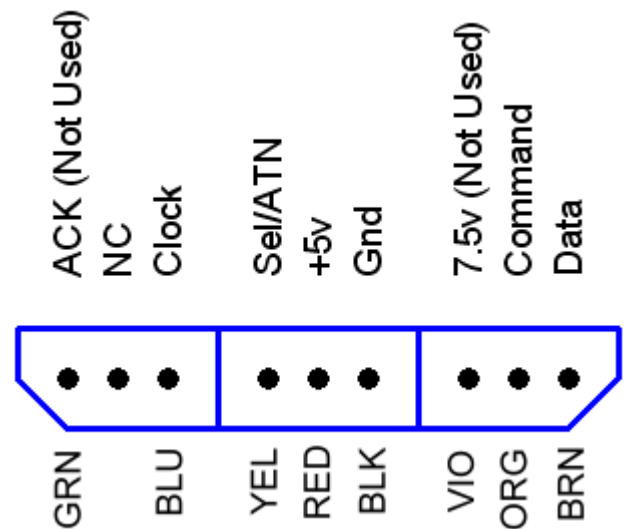 ACK (Not Used)
NC
Clock
Sel/ATN
+5v
Gnd
7.5v (Not Used)
Command
Data
GRN
BLU
YEL
RED
BLK
VIO
ORG
BRN